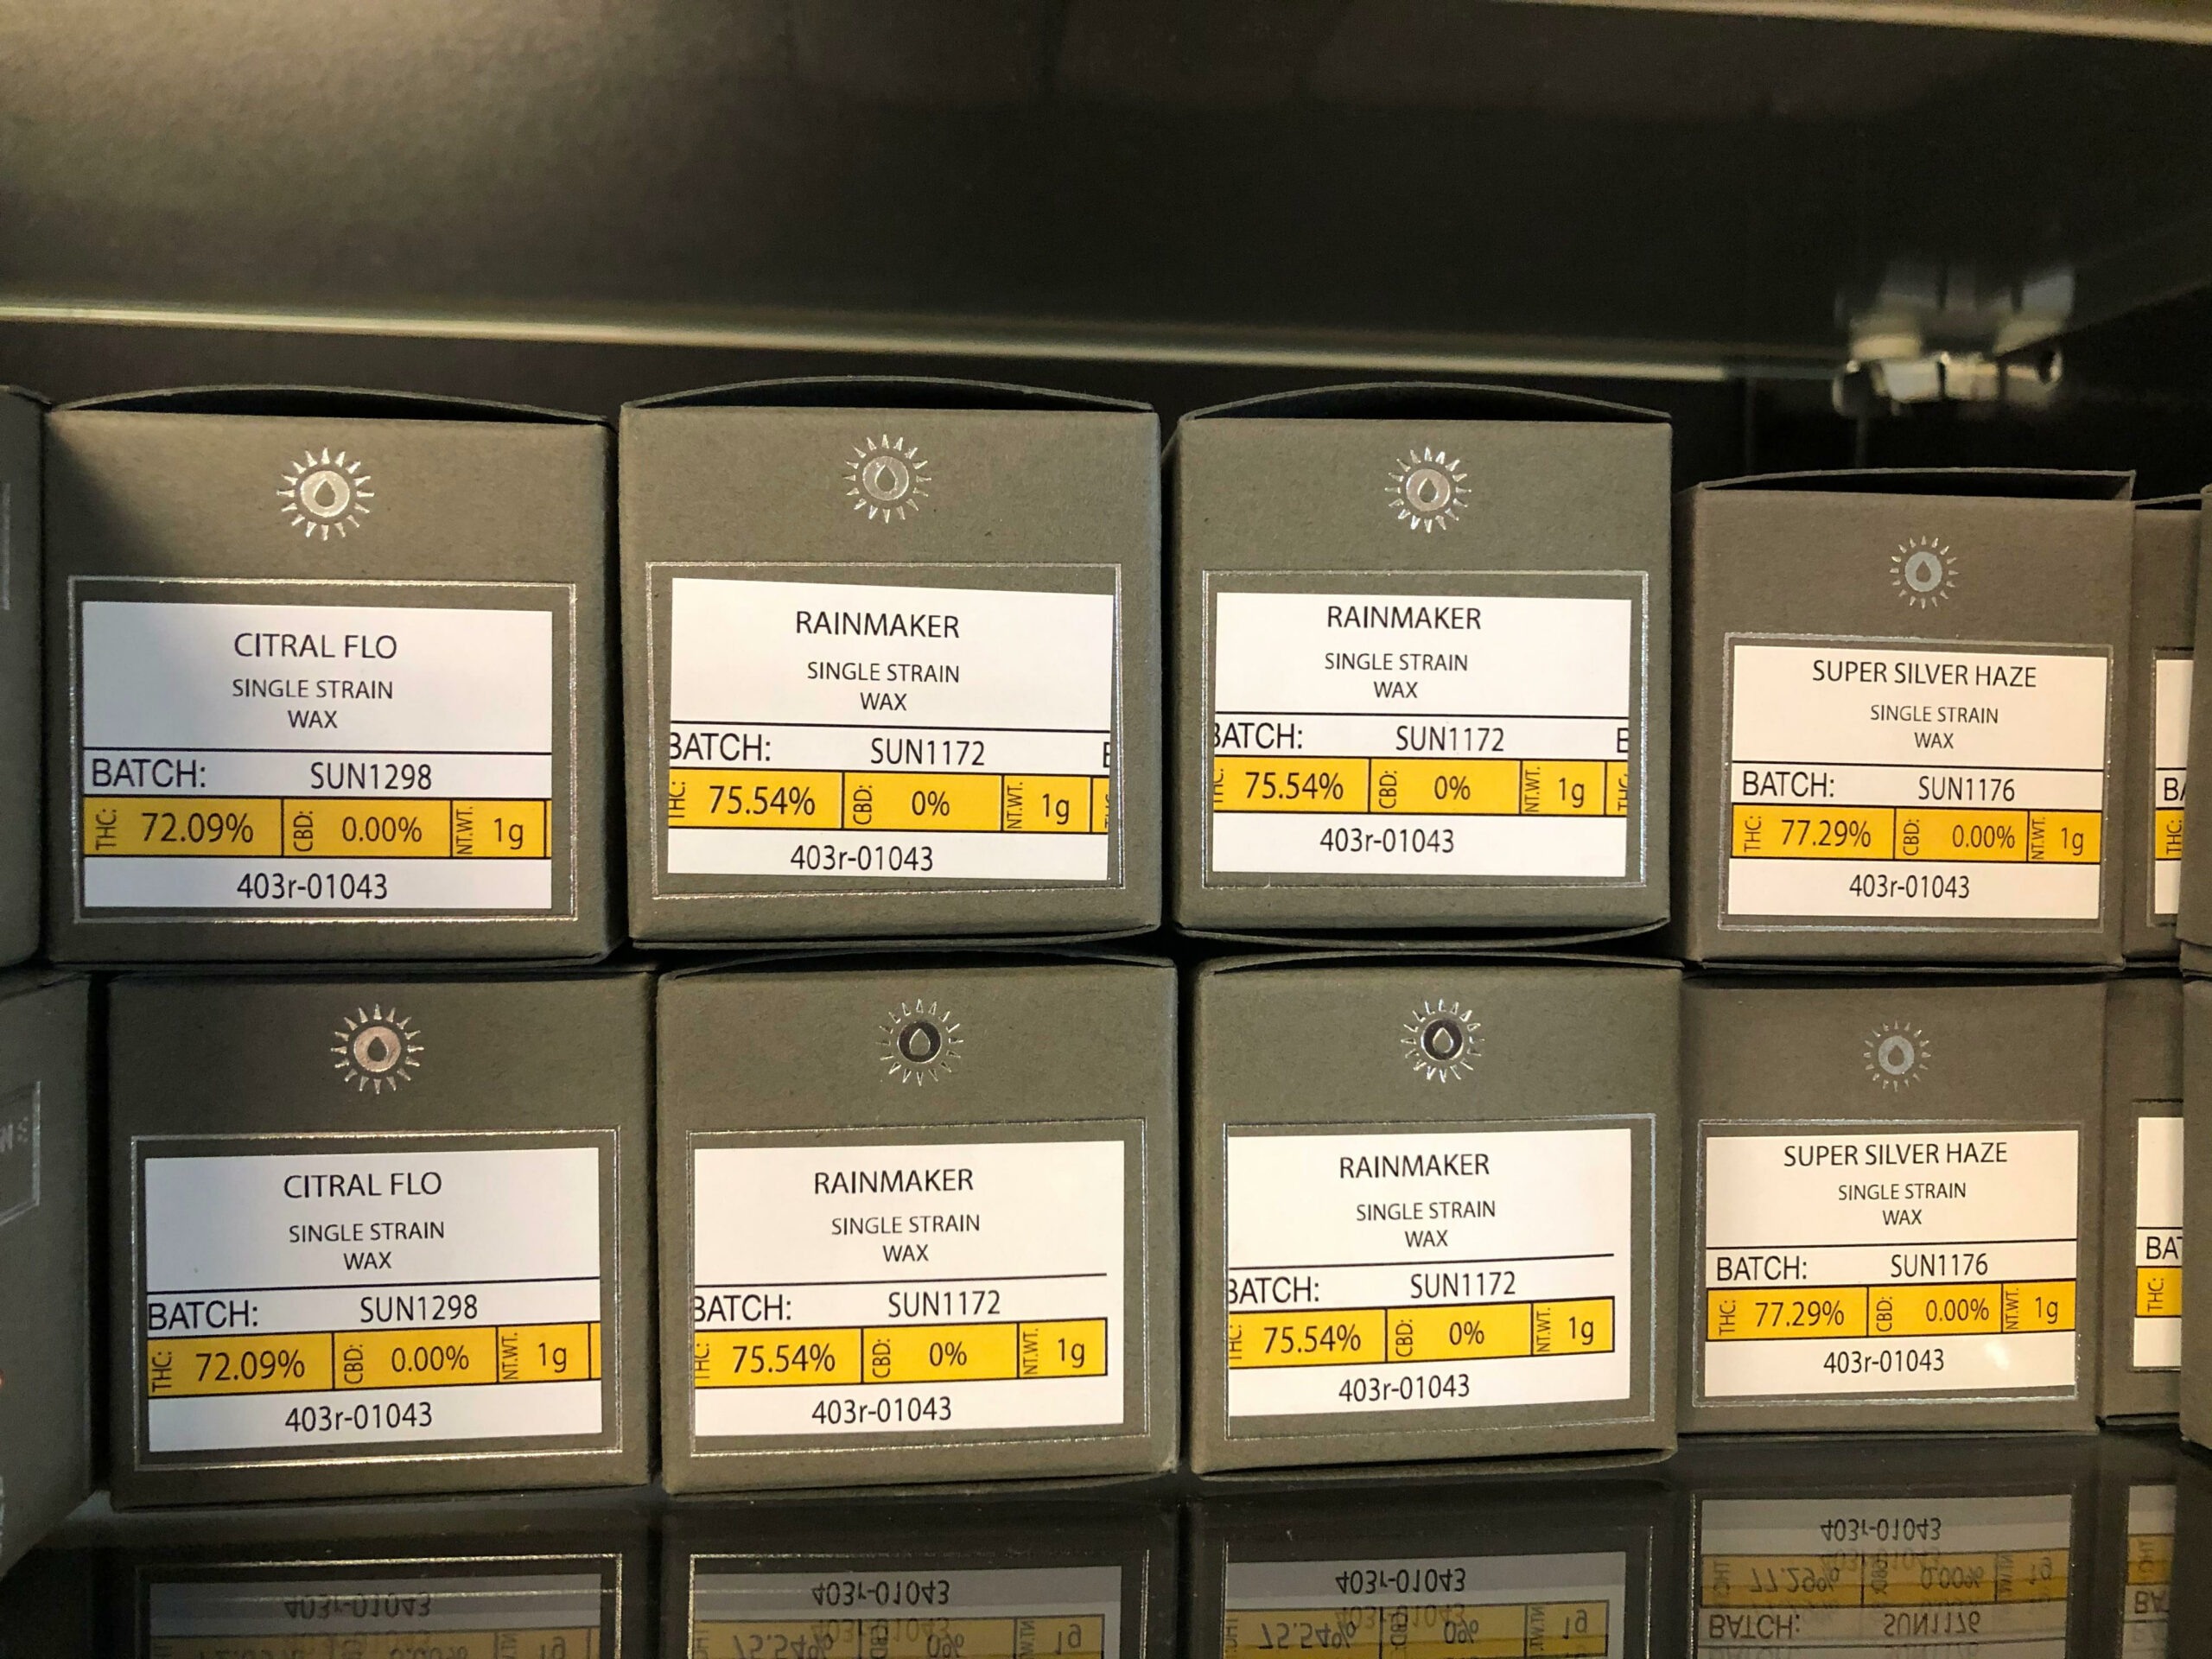 CITRAL FLO
SINGLE STRAIN
WAX
BATCH: SUN1298
THC: 72.09% CBD: 0.00% NT.WT. 1g
403r-01043
RAINMAKER
SINGLE STRAIN
WAX
BATCH: SUN1172
THC: 75.54% CBD: 0% NT.WT. 1g
403r-01043
RAINMAKER
SINGLE STRAIN
WAX
BATCH: SUN1172
THC: 75.54% CBD: 0% NT.WT. 1g
403r-01043
SUPER SILVER HAZE
SINGLE STRAIN
WAX
BATCH: SUN1176
THC: 77.29% CBD: 0.00% NT.WT. 1g
403r-01043
THC:
CITRAL FLO
SINGLE STRAIN
WAX
BATCH: SUN1298
THC: 72.09% CBD: 0.00% NT.WT. 1g
403r-01043
RAINMAKER
SINGLE STRAIN
WAX
BATCH: SUN1172
THC: 75.54% CBD: 0% NT.WT. 1g
403r-01043
RAINMAKER
SINGLE STRAIN
WAX
BATCH: SUN1172
THC: 75.54% CBD: 0% NT.WT. 1g
403r-01043
SUPER SILVER HAZE
SINGLE STRAIN
WAX
BATCH: SUN1176
THC: 77.29% CBD: 0.00% NT.WT. 1g
403r-01043
BAT
THC: